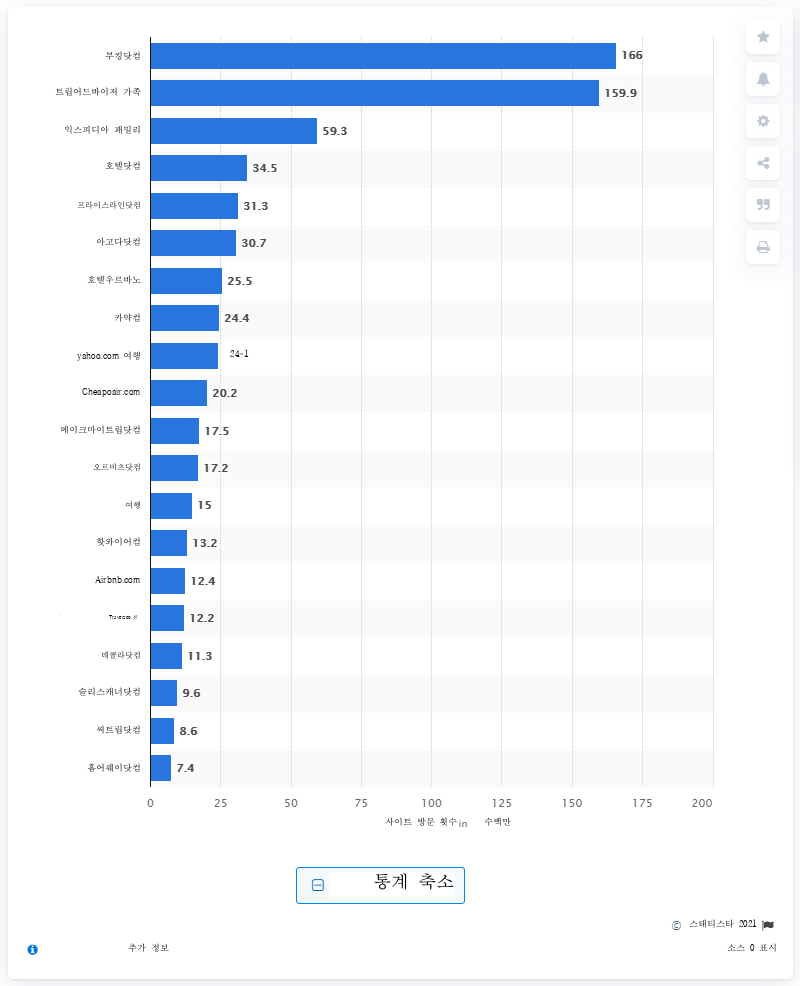 부킹닷컴 166
트립어드바이저 가족 159.9
익스피디아 패밀리 59.3
호텔닷컴 34.5
프라이스라인닷컴 31.3
아고다닷컴 30.7
호텔우르바노 25.5
카약컴 24.4
yahoo.com 여행 24-1
Cheapoair.com 20.2
메이크마이트립닷컴 17.5
오르비츠닷컴 17.2
여행 15
핫와이어컴 13.2
Airbnb.com 12.4
12.2
데콜라닷컴 11.3
슬리스캐너닷컴 9.6
씨트립닷컴 8.6
홈어웨이닷컴 7.4
0 25 50 75 100 125 150 175 200
사이트 방문 횟수 in 수백만
통계 축소
© 스태티스타 2021
추가 정보 소스 0 표시